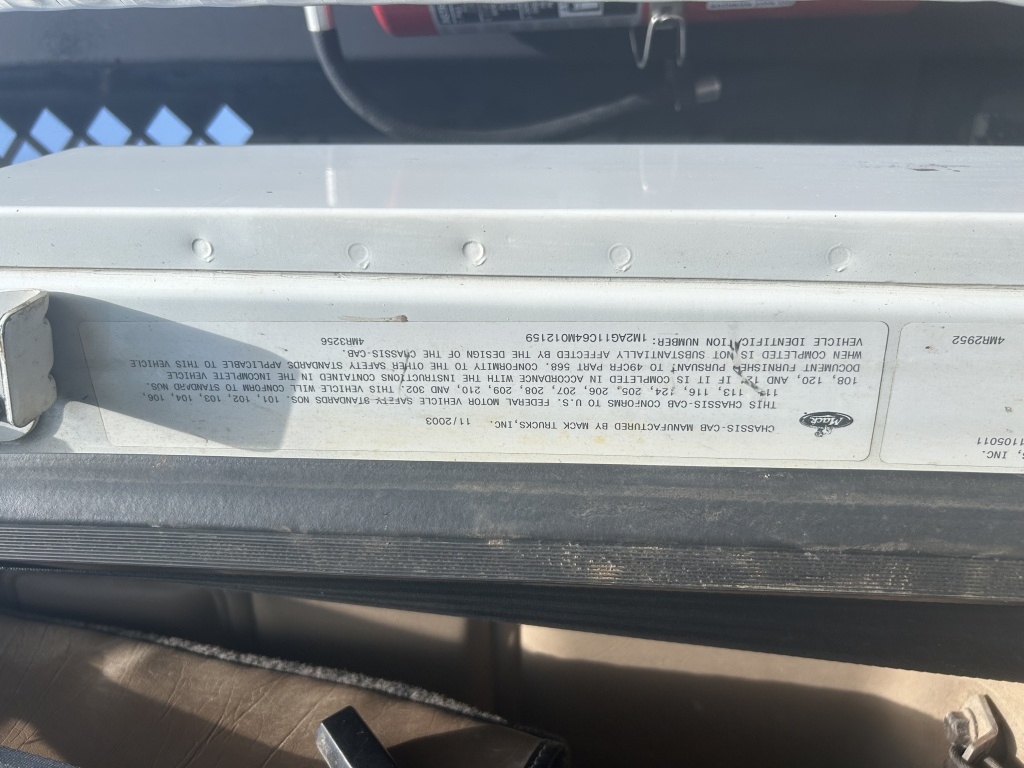 Mack
CHASSIS-CAB MANUFACTURED BY MACK TRUCKS,INC. 11/2003
THIS CHASSIS-CAB CONFORMS TO U.S. FEDERAL MOTOR VEHICLE SAFETY STANDARDS NOS. 101, 102, 103, 104, 106,
108, 120, AND 302. THIS VEHICLE WILL CONFORM TO STANDARD NOS.
113, 116, 124, 205, 206, 207, 208, 209, 210, AND
IF IT IS COMPLETED IN ACCORDANCE WITH THE INSTRUCTIONS CONTAINED IN THE INCOMPLETE VEHICLE
DOCUMENT FURNISHED PURSUANT TO 49CFR PART 568. CONFORMITY TO THE OTHER SAFETY STANDARDS APPLICABLE TO THIS VEHICLE
WHEN COMPLETED IS NOT SUBSTANTIALLY AFFECTED BY THE DESIGN OF THE CHASSIS-CAB.
VEHICLE IDENTIFICATION NUMBER: 1M2AG11C64M012159 4MR3256
, INC.
1105011
4MR2952